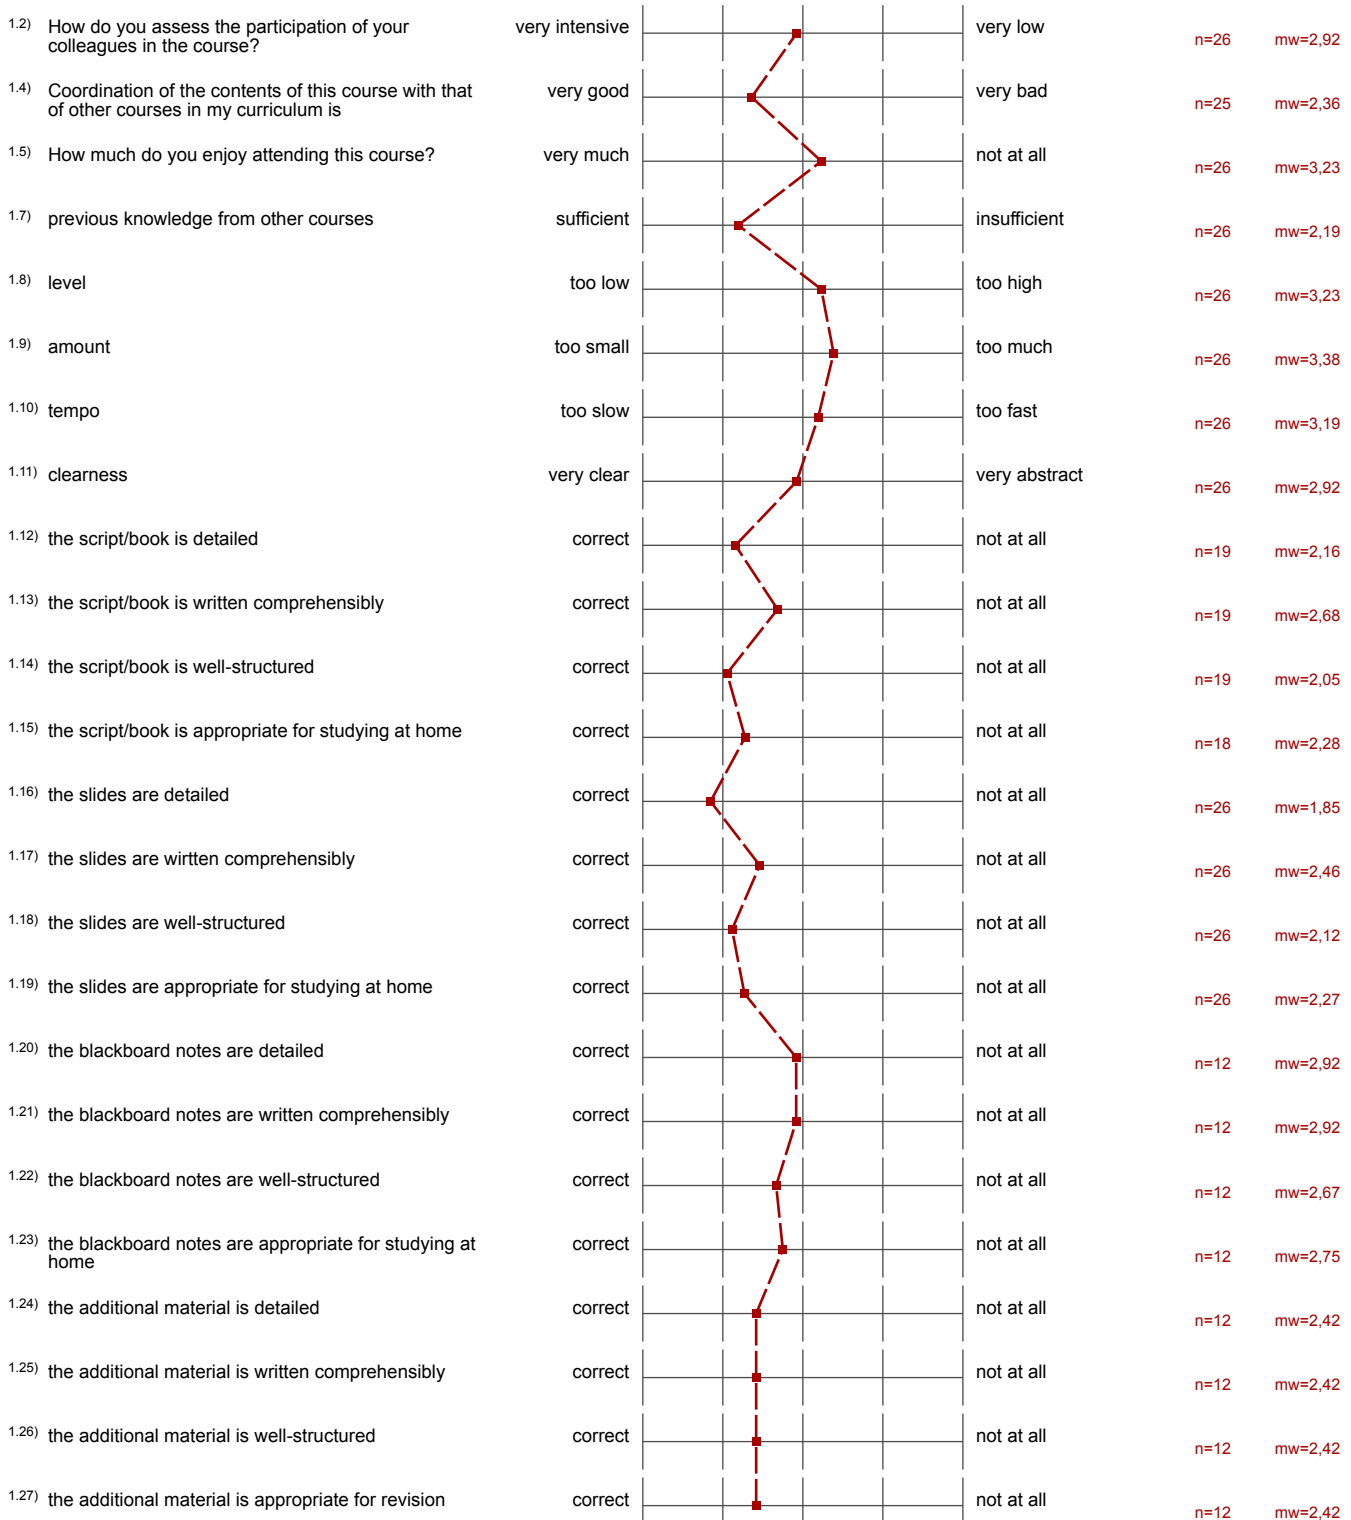 1.2) How do you assess the participation of your colleagues in the course? very intensive very low n=26 mw=2,92
1.4) Coordination of the contents of this course with that of other courses in my curriculum is very good very bad n=25 mw=2,36
1.5) How much do you enjoy attending this course? very much not at all n=26 mw=3,23
1.7) previous knowledge from other courses sufficient insufficient n=26 mw=2,19
1.8) level too low too high n=26 mw=3,23
1.9) amount too small too much n=26 mw=3,38
1.10) tempo too slow too fast n=26 mw=3,19
1.11) clearness very clear very abstract n=26 mw=2,92
1.12) the script/book is detailed correct not at all n=19 mw=2,16
1.13) the script/book is written comprehensibly correct not at all n=19 mw=2,68
1.14) the script/book is well-structured correct not at all n=19 mw=2,05
1.15) the script/book is appropriate for studying at home correct not at all n=18 mw=2,28
1.16) the slides are detailed correct not at all n=26 mw=1,85
1.17) the slides are wirtten comprehensibly correct not at all n=26 mw=2,46
1.18) the slides are well-structured correct not at all n=26 mw=2,12
1.19) the slides are appropriate for studying at home correct not at all n=26 mw=2,27
1.20) the blackboard notes are detailed correct not at all n=12 mw=2,92
1.21) the blackboard notes are written comprehensibly correct not at all n=12 mw=2,92
1.22) the blackboard notes are well-structured correct not at all n=12 mw=2,67
1.23) the blackboard notes are appropriate for studying at home correct not at all n=12 mw=2,75
1.24) the additional material is detailed correct not at all n=12 mw=2,42
1.25) the additional material is written comprehensibly correct not at all n=12 mw=2,42
1.26) the additional material is well-structured correct not at all n=12 mw=2,42
1.27) the additional material is appropriate for revision correct not at all n=12 mw=2,42